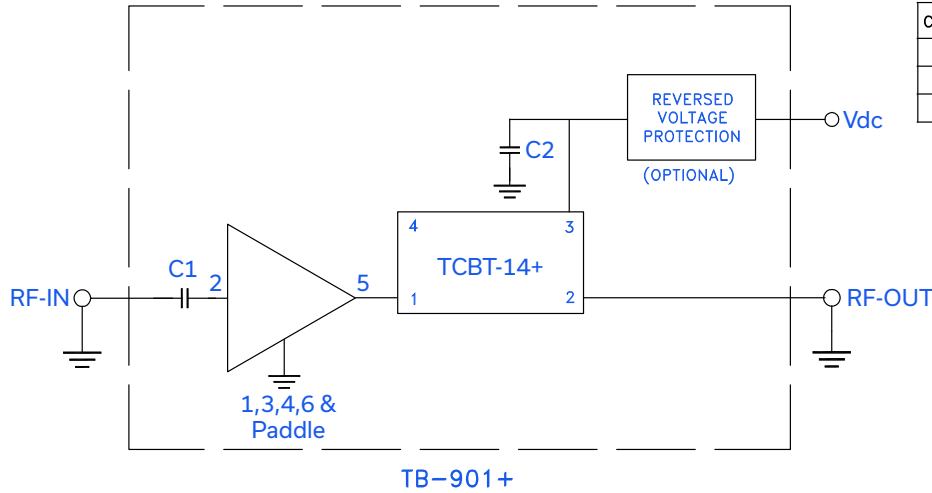 REVERSED
VOLTAGE
PROTECTION
(OPTIONAL)
Vdc
C2
4
3
TCBT-14+
1
2
C1
2
5
RF-IN
RF-OUT
1,3,4,6 &
Paddle
TB-901+